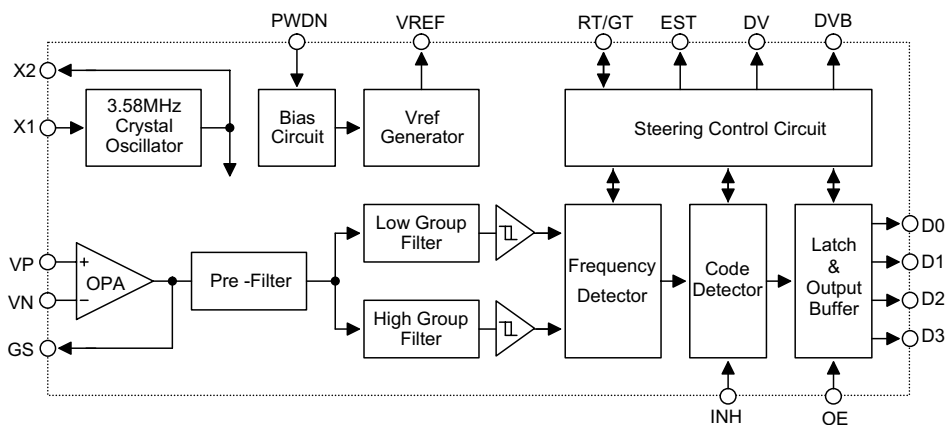 PWDN
VREF
RT/GT
EST
DV
DVB
X2
X1
3.58MHz
Crystal
Oscillator
Bias
Circuit
Vref
Generator
Steering Control Circuit
VP
VN
GS
+
−
OPA
Pre -Filter
Low Group
Filter
High Group
Filter
Frequency
Detector
Code
Detector
Latch
&
Output
Buffer
D0
D1
D2
D3
INH
OE